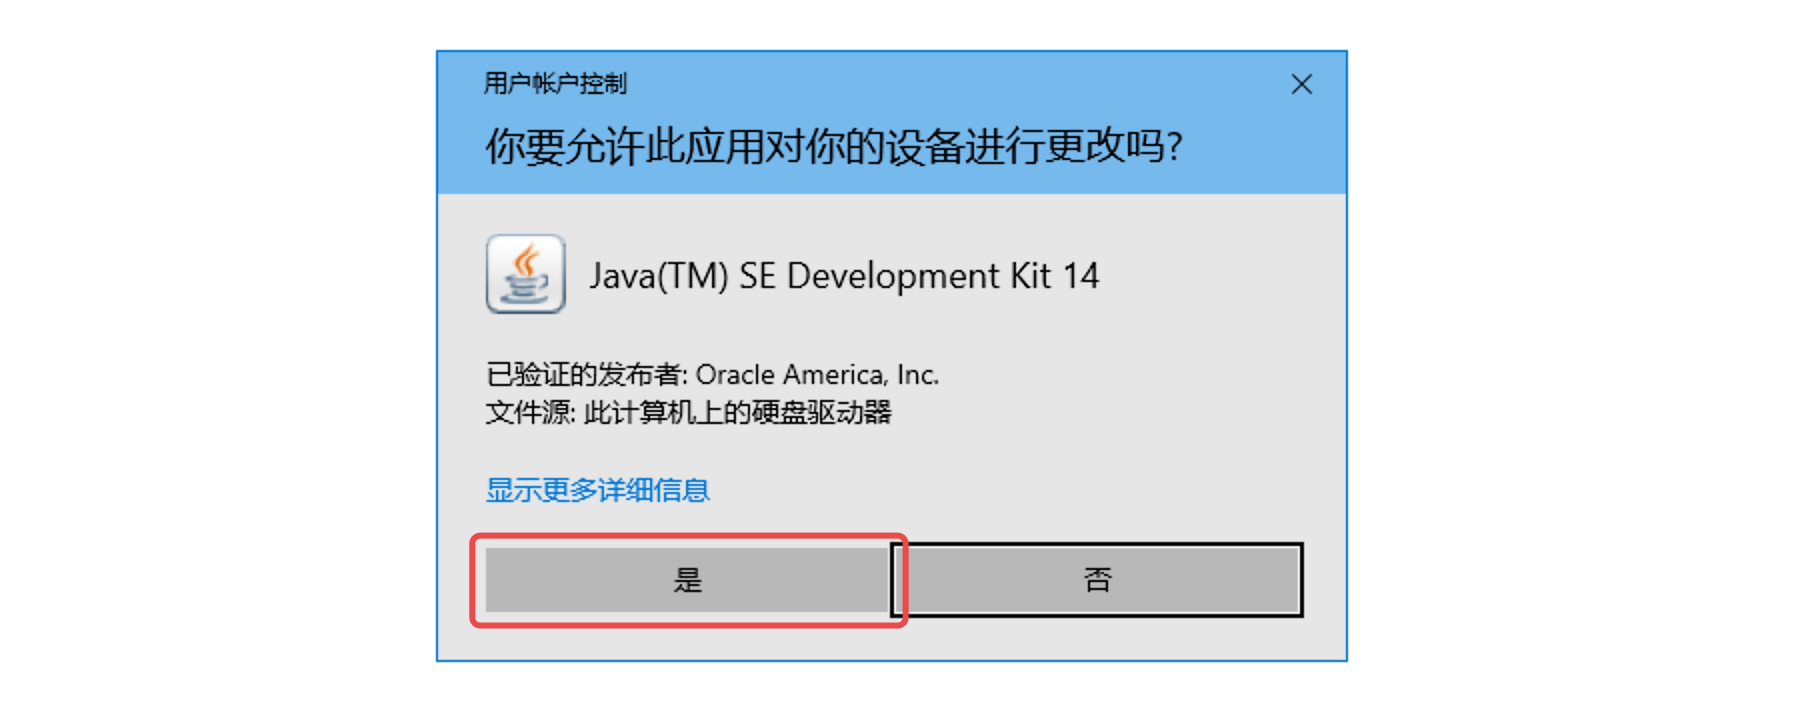 用户帐户控制
你要允许此应用对你的设备进行更改吗?
Java(TM) SE Development Kit 14
已验证的发布者: Oracle America, Inc.
文件源: 此计算机上的硬盘驱动器
显示更多详细信息
是
否